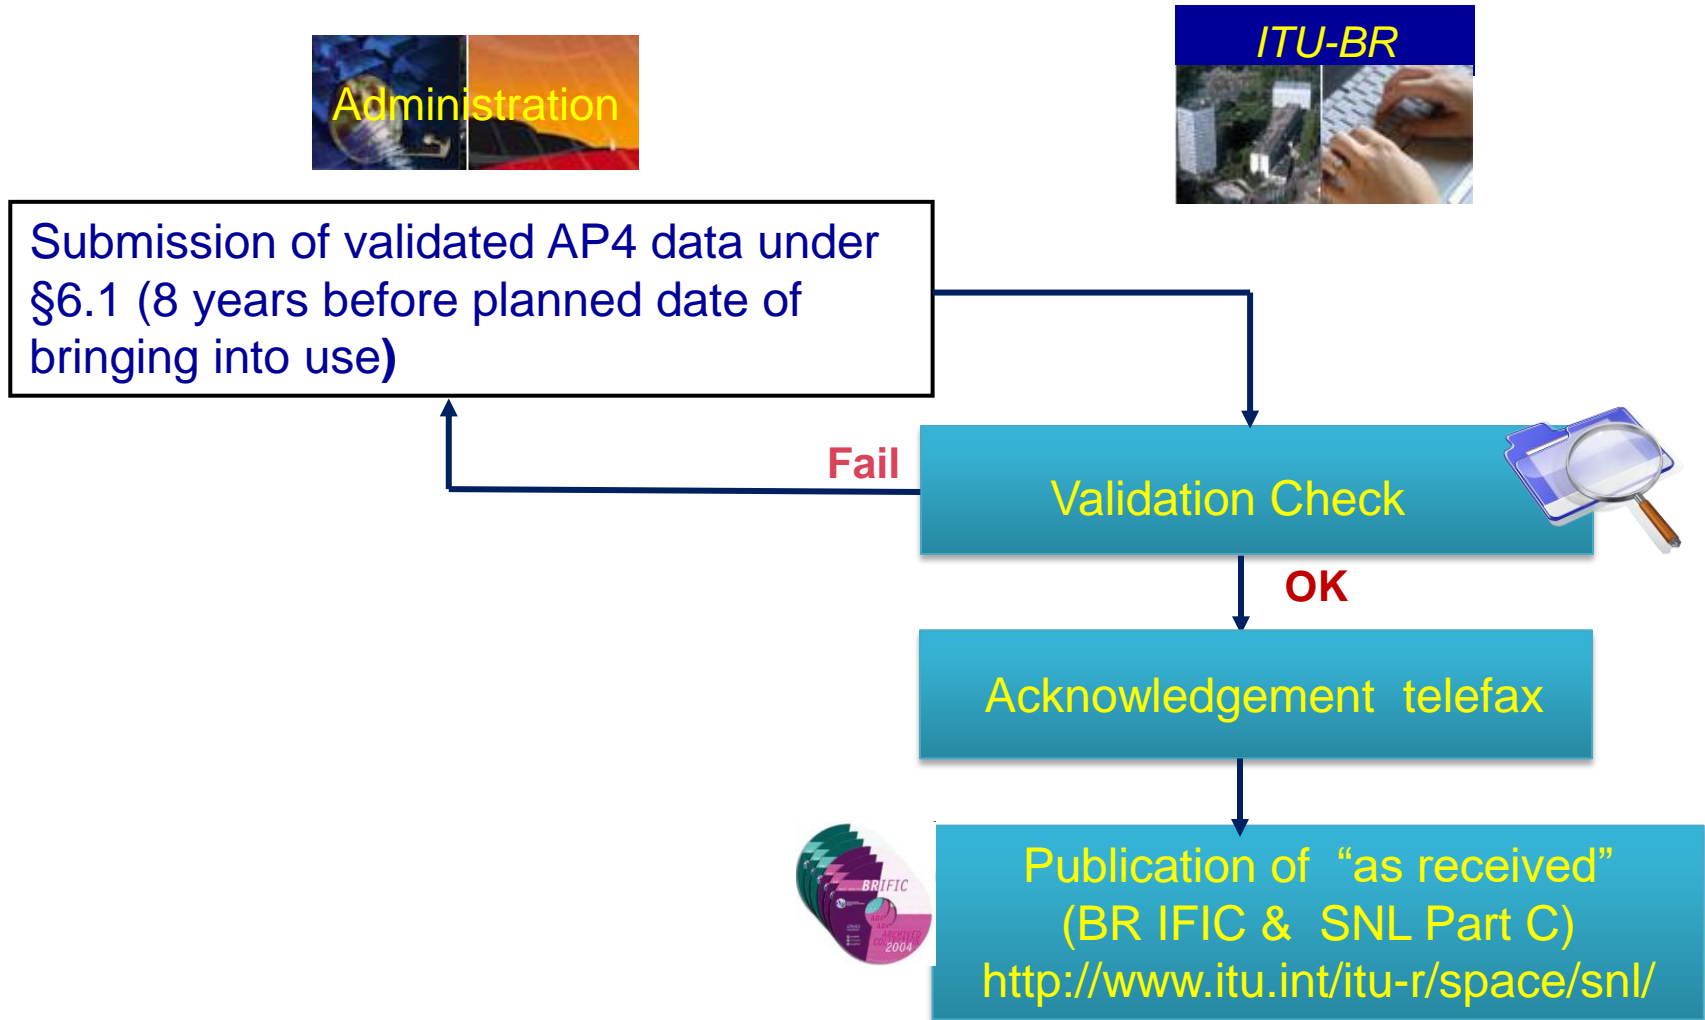 Administration
ITU-BR
Submission of validated AP4 data under
§6.1 (8 years before planned date of
bringing into use)
Fail
Validation Check
OK
Acknowledgement telefax
BRIFIC
ARCHIVED
2004
Publication of “as received”
(BR IFIC & SNL Part C)
http://www.itu.int/itu-r/space/snl/